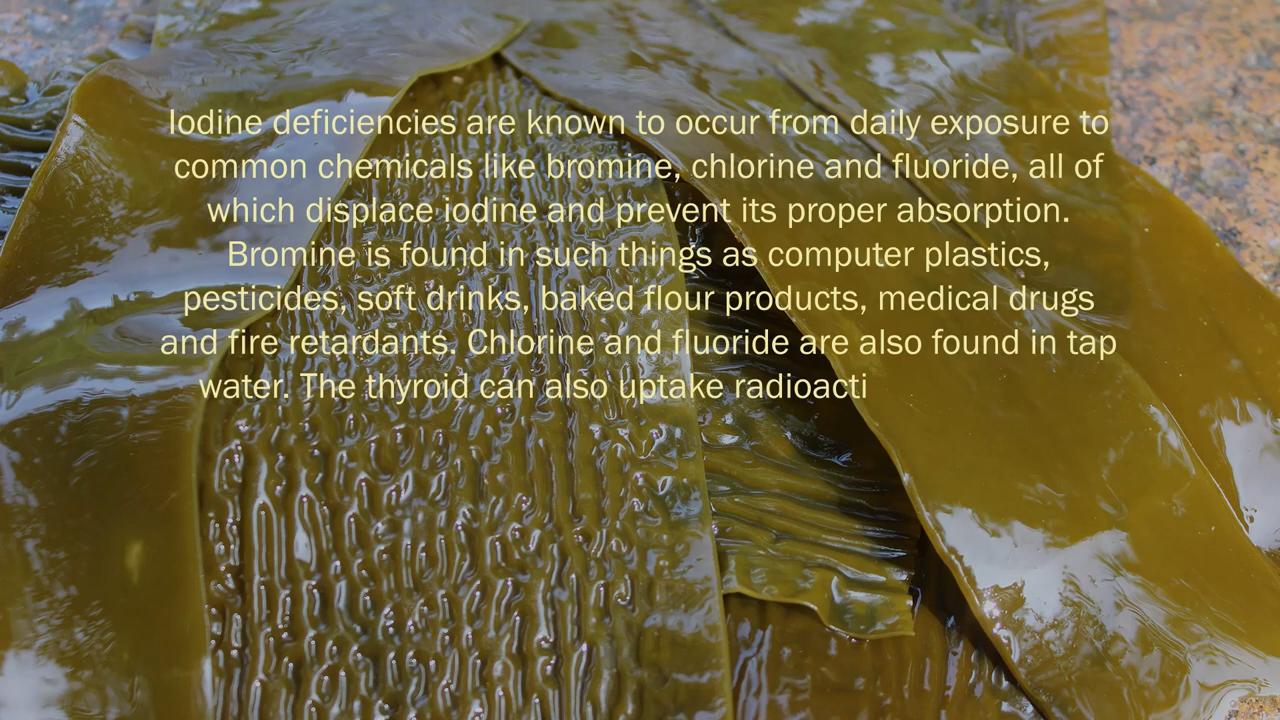 Iodine deficiencies are known to occur from daily exposure to
common chemicals like bromine, chlorine and fluoride, all of
which displace iodine and prevent its proper absorption.
Bromine is found in such things as computer plastics,
pesticides, soft drinks, baked flour products, medical drugs
and fire retardants. Chlorine and fluoride are also found in tap
water. The thyroid can also uptake radioacti